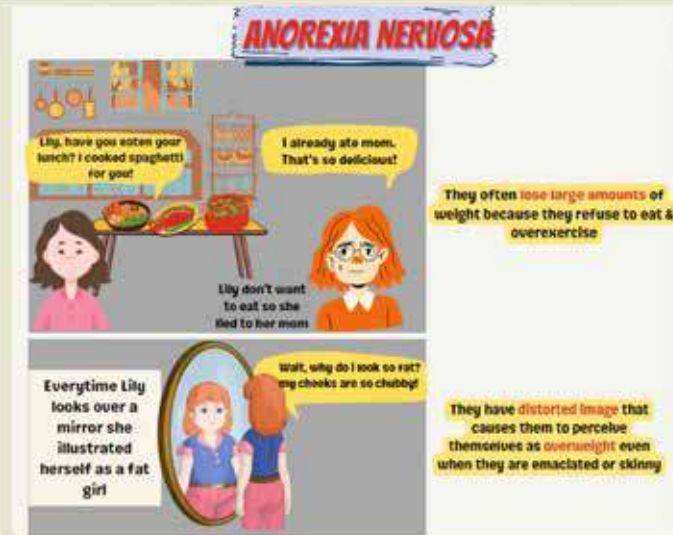 ANOREXIA NERVOSA
Lily, have you eaten your
lunch? I cooked spaghetti
for you!
I already ate mom.
That's so delicious!
Lily don't want
to eat so she
lied to her mom
They often lose large amounts of
weight because they refuse to eat &
overexercise
Everytime Lily
looks over a
mirror she
illustrated
herself as a fat
girl
Wait, why do I look so fat?
my cheeks are so chubby!
They have distorted image that
causes them to perceive
themselves as overweight even
when they are emaciated or skinny